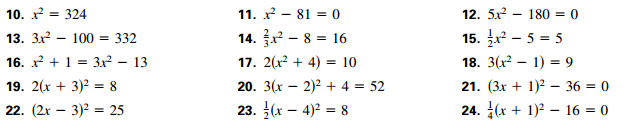 10. x² = 324 11. x² − 81 = 0 12. 5x² − 180 = 0
13. 3x² − 100 = 332 14. ⅔x² − 8 = 16 15. ½x² − 5 = 5
16. x² + 1 = 3x² − 13 17. 2(x² + 4) = 10 18. 3(x² − 1) = 9
19. 2(x + 3)² = 8 20. 3(x − 2)² + 4 = 52 21. (3x + 1)² − 36 = 0
22. (2x − 3)² = 25 23. ½(x − 4)² = 8 24. ¼(x + 1)² − 16 = 0